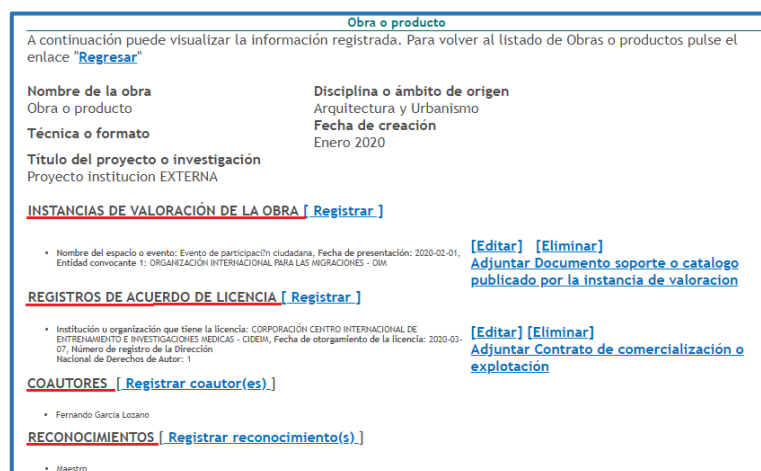 Obra o producto
A continuación puede visualizar la información registrada. Para volver al listado de Obras o productos pulse el
enlace "Regresar"
Nombre de la obra
Obra o producto
Disciplina o ámbito de origen
Arquitectura y Urbanismo
Técnica o formato
Fecha de creación
Enero 2020
Título del proyecto o investigación
Proyecto institucion EXTERNA
INSTANCIAS DE VALORACIÓN DE LA OBRA [ Registrar ]
• Nombre del espacio o evento: Evento de participaci?n ciudadana, Fecha de presentación: 2020-02-01,
Entidad convocante 1: ORGANIZACIÓN INTERNACIONAL PARA LAS MIGRACIONES - OIM
[Editar] [Eliminar]
Adjuntar Documento soporte o catalogo
publicado por la instancia de valoracion
REGISTROS DE ACUERDO DE LICENCIA [ Registrar ]
• Institución u organización que tiene la licencia: CORPORACIÓN CENTRO INTERNACIONAL DE
ENTRENAMIENTO E INVESTIGACIONES MEDICAS - CIDEIM, Fecha de otorgamiento de la licencia: 2020-03-
07, Número de registro de la Dirección
Nacional de Derechos de Autor: 1
[Editar] [Eliminar]
Adjuntar Contrato de comercialización o
explotación
COAUTORES [ Registrar coautor(es) ]
• Fernando Garcia Lozano
RECONOCIMIENTOS [ Registrar reconocimiento(s) ]
• Maestro